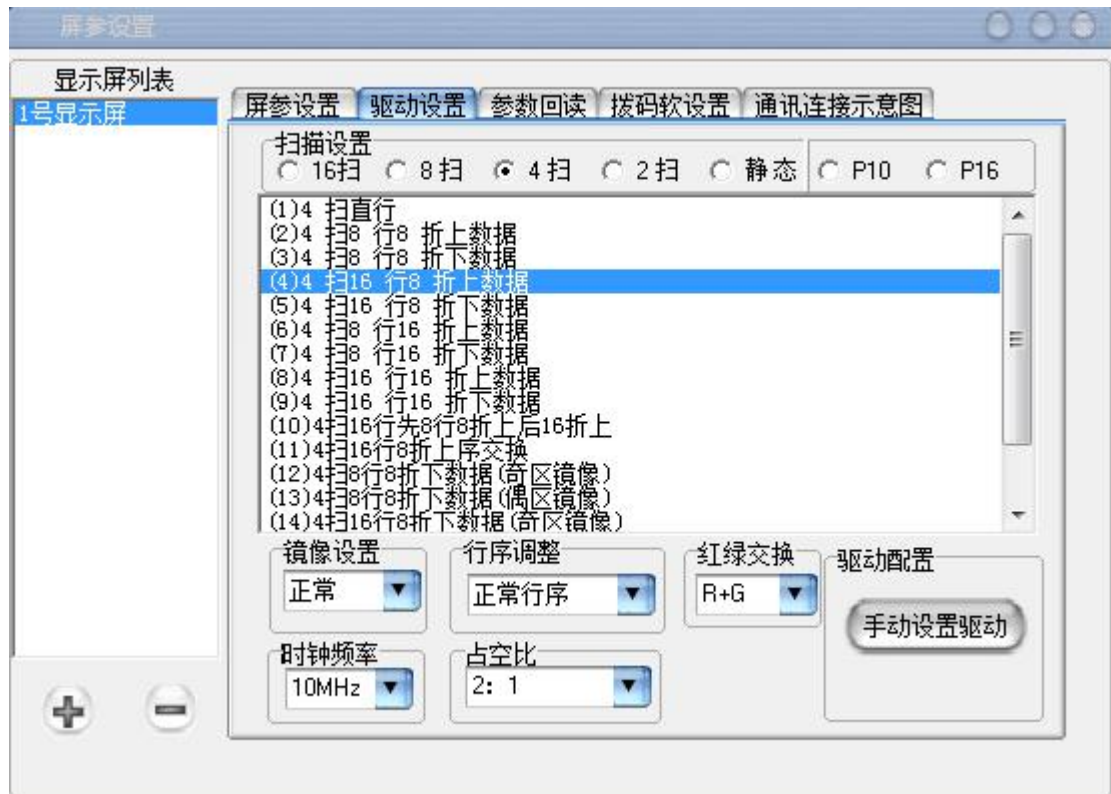 屏参设置
显示屏列表
1号显示屏
屏参设置 驱动设置 参数回读 拨码软设置 通讯连接示意图
扫描设置
16扫 8扫 4扫 2扫 静态 P10 P16
(1)4 扫直行
(2)4 扫8 行8 折上数据
(3)4 扫8 行8 折下数据
(4)4 扫16 行8 折上数据
(5)4 扫16 行8 折下数据
(6)4 扫8 行16 折上数据
(7)4 扫8 行16 折下数据
(8)4 扫16 行16 折上数据
(9)4 扫16 行16 折下数据
(10)4扫16行先8行8折上后16折上
(11)4扫16行8折上序交换
(12)4扫8行8折下数据(奇区镜像)
(13)4扫8行8折下数据(偶区镜像)
(14)4扫16行8折下数据(奇区镜像)
镜像设置 行序调整 红绿交换 驱动配置
正常 正常行序 R+G
手动设置驱动
时钟频率 占空比
10MHz 2: 1